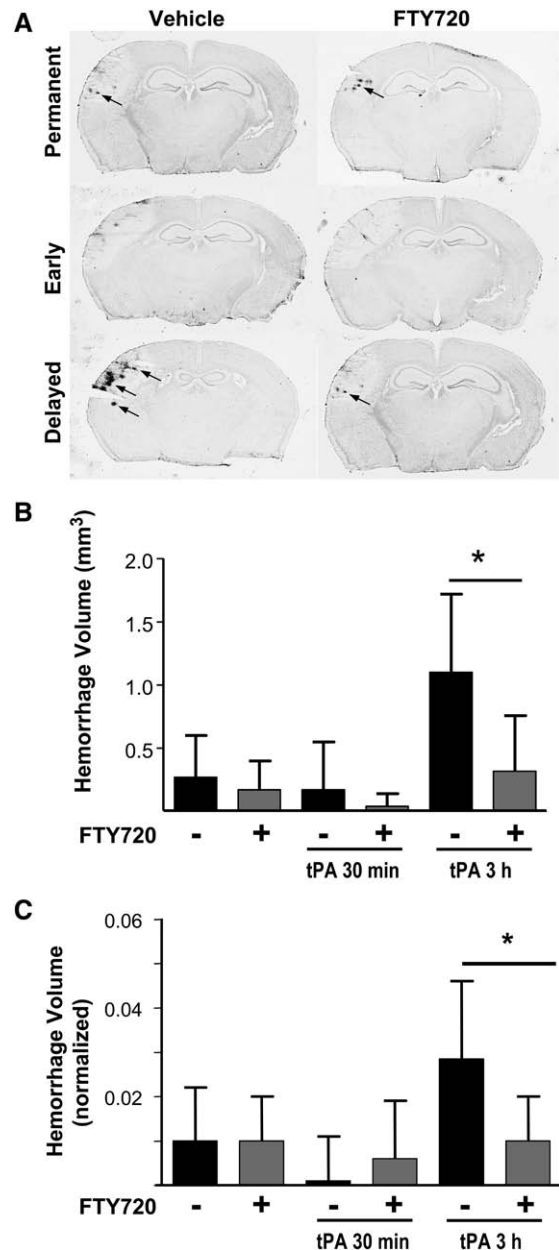 A
Vehicle FTY720
Permanent
Early
Delayed
B
Hemorrhage Volume (mm³)
2.0
1.5
1.0
0.5
*
FTY720 - + - + - +
tPA 30 min tPA 3 h
C
Hemorrhage Volume
(normalized)
0.06
0.04
0.02
*
FTY720 - + - + - +
tPA 30 min tPA 3 h